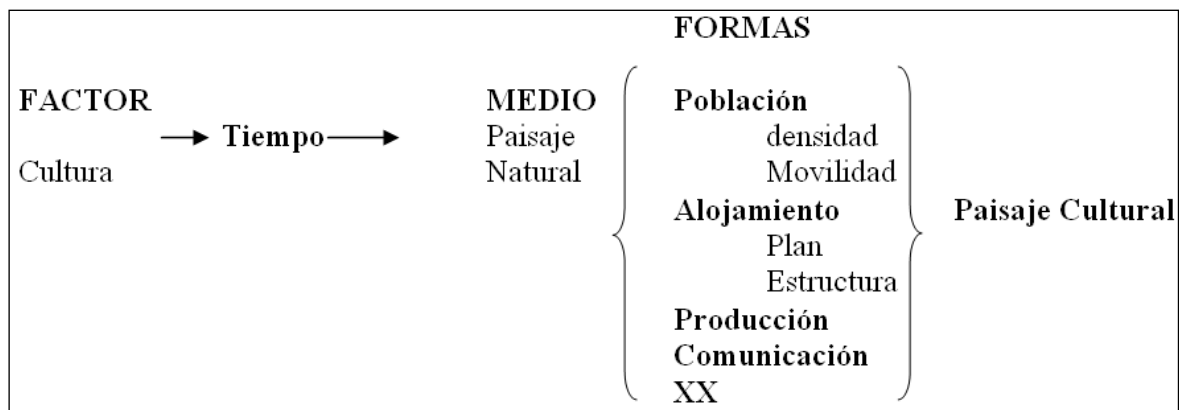 FORMAS
FACTOR MEDIO Población
Tiempo Paisaje densidad
Cultura Natural Movilidad
Alojamiento Paisaje Cultural
Plan
Estructura
Producción
Comunicación
XX